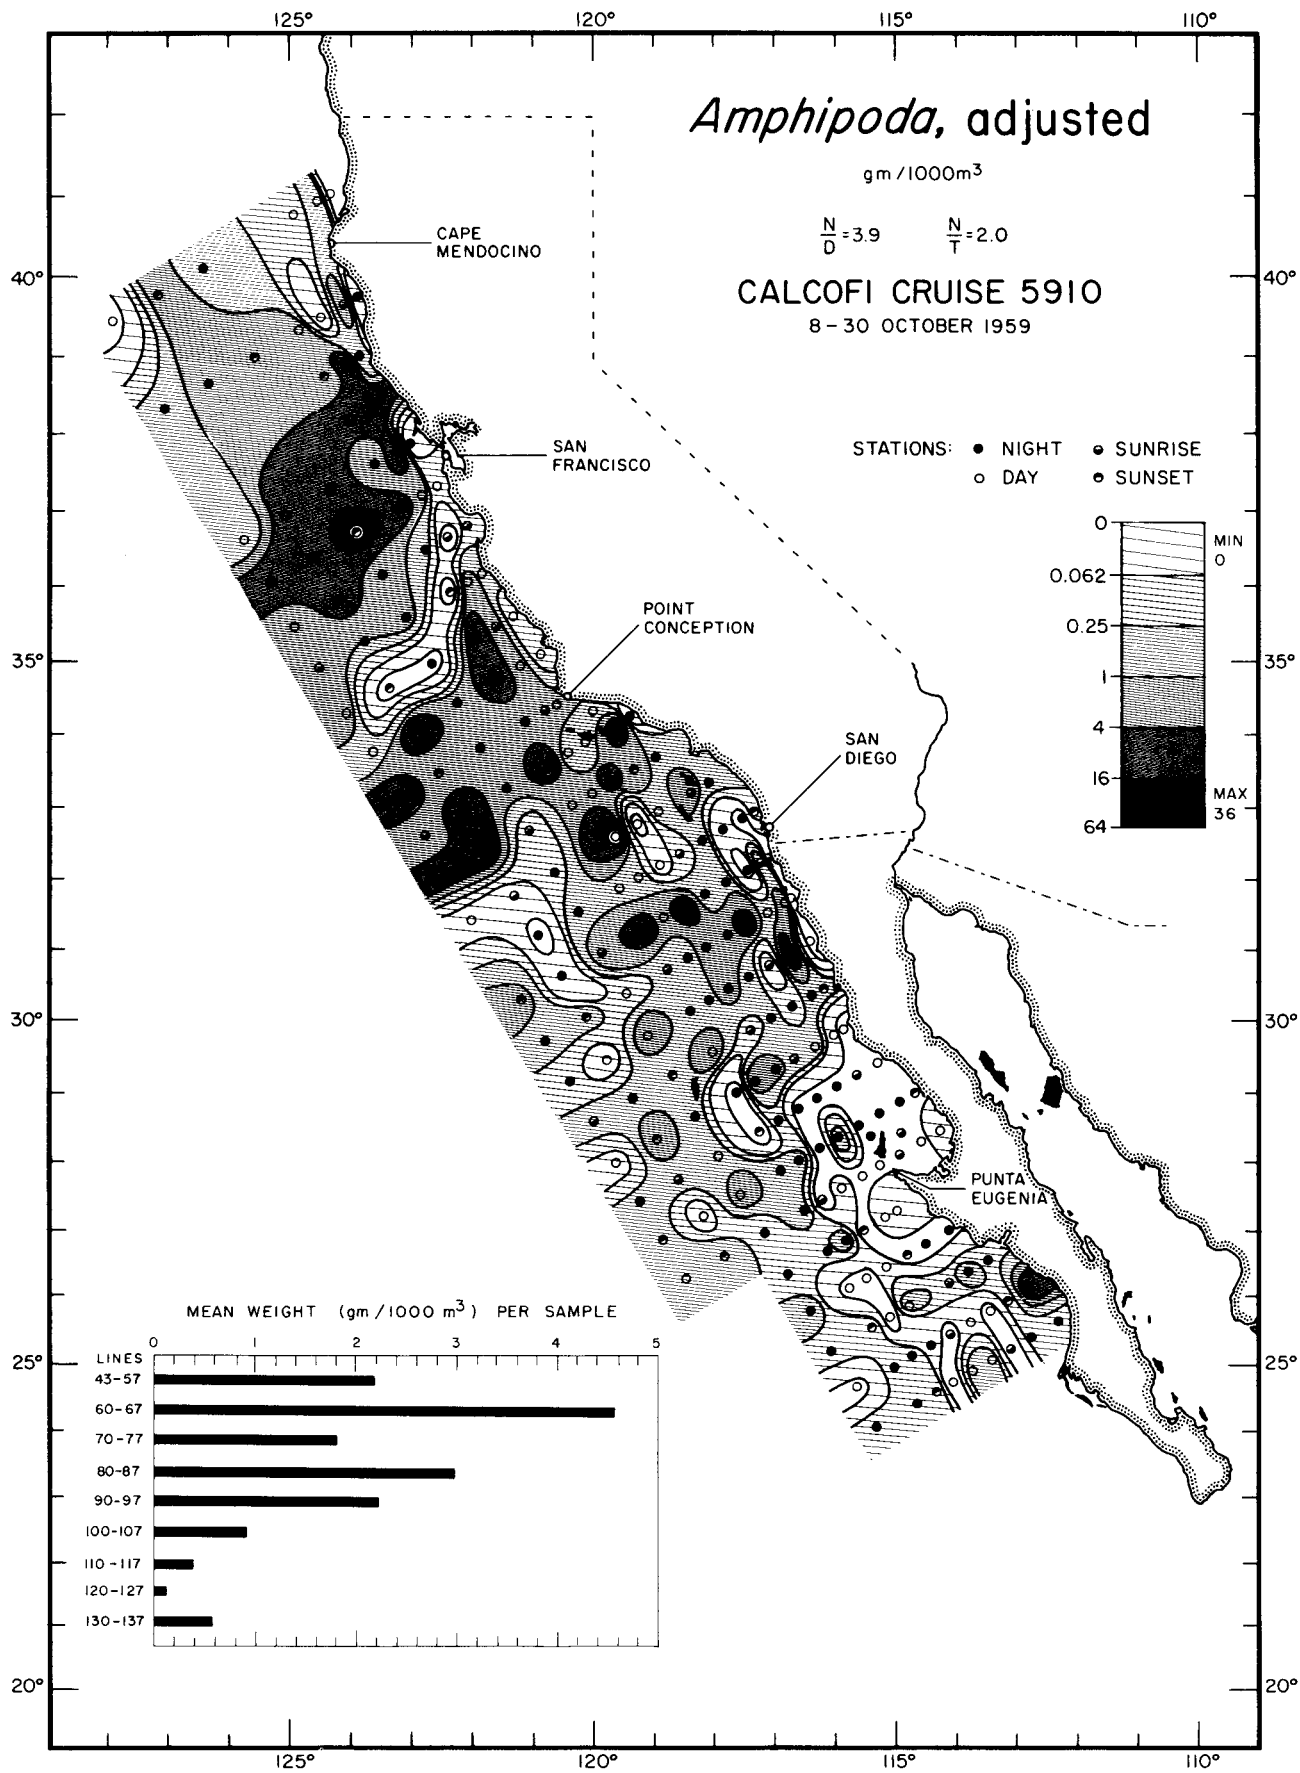 125° 120° 115° 110°
Amphipoda, adjusted
gm/1000m³
N/D = 3.9 N/T = 2.0
CALCOFI CRUISE 5910
8-30 OCTOBER 1959
CAPE
MENDOCINO
40° 40°
STATIONS: ● NIGHT SUNRISE
○ DAY SUNSET
SAN
FRANCISCO
0
MIN
0
0.062
0.25
1
4
16
MAX
36
64
POINT
CONCEPTION
35° 35°
SAN
DIEGO
30° 30°
PUNTA
EUGENIA
MEAN WEIGHT (gm/1000 m³) PER SAMPLE
0 1 2 3 4 5
LINES
25° 25°
43-57
60-67
70-77
80-87
90-97
100-107
110-117
120-127
130-137
20° 20°
125° 120° 115° 110°